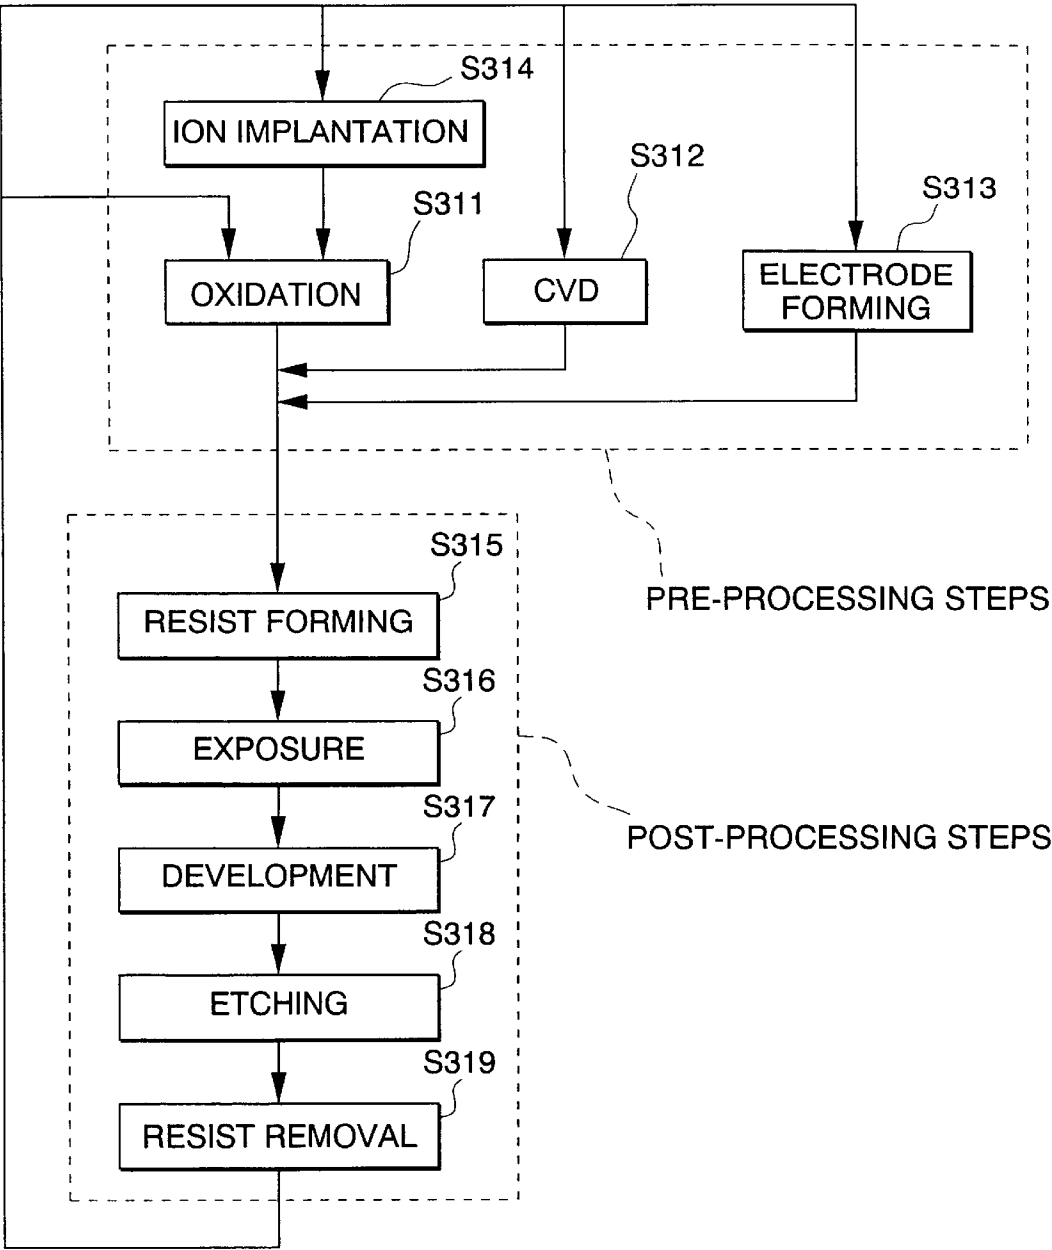 S314
ION IMPLANTATION
S312
S313
S311
OXIDATION
CVD
ELECTRODE
FORMING
S315
RESIST FORMING
PRE-PROCESSING STEPS
S316
EXPOSURE
S317
POST-PROCESSING STEPS
DEVELOPMENT
S318
ETCHING
S319
RESIST REMOVAL